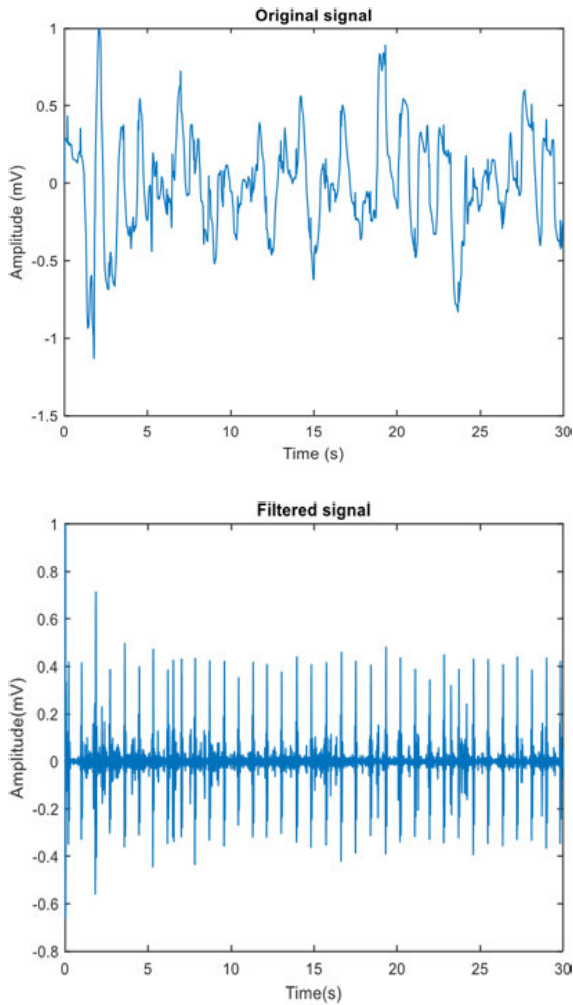 Original signal
1
0.5
0
-0.5
-1
-1.5
Amplitude (mV)
0 5 10 15 20 25 30
Time (s)
Filtered signal
1
0.8
0.6
0.4
0.2
0
-0.2
-0.4
-0.6
-0.8
Amplitude(mV)
0 5 10 15 20 25 30
Time(s)